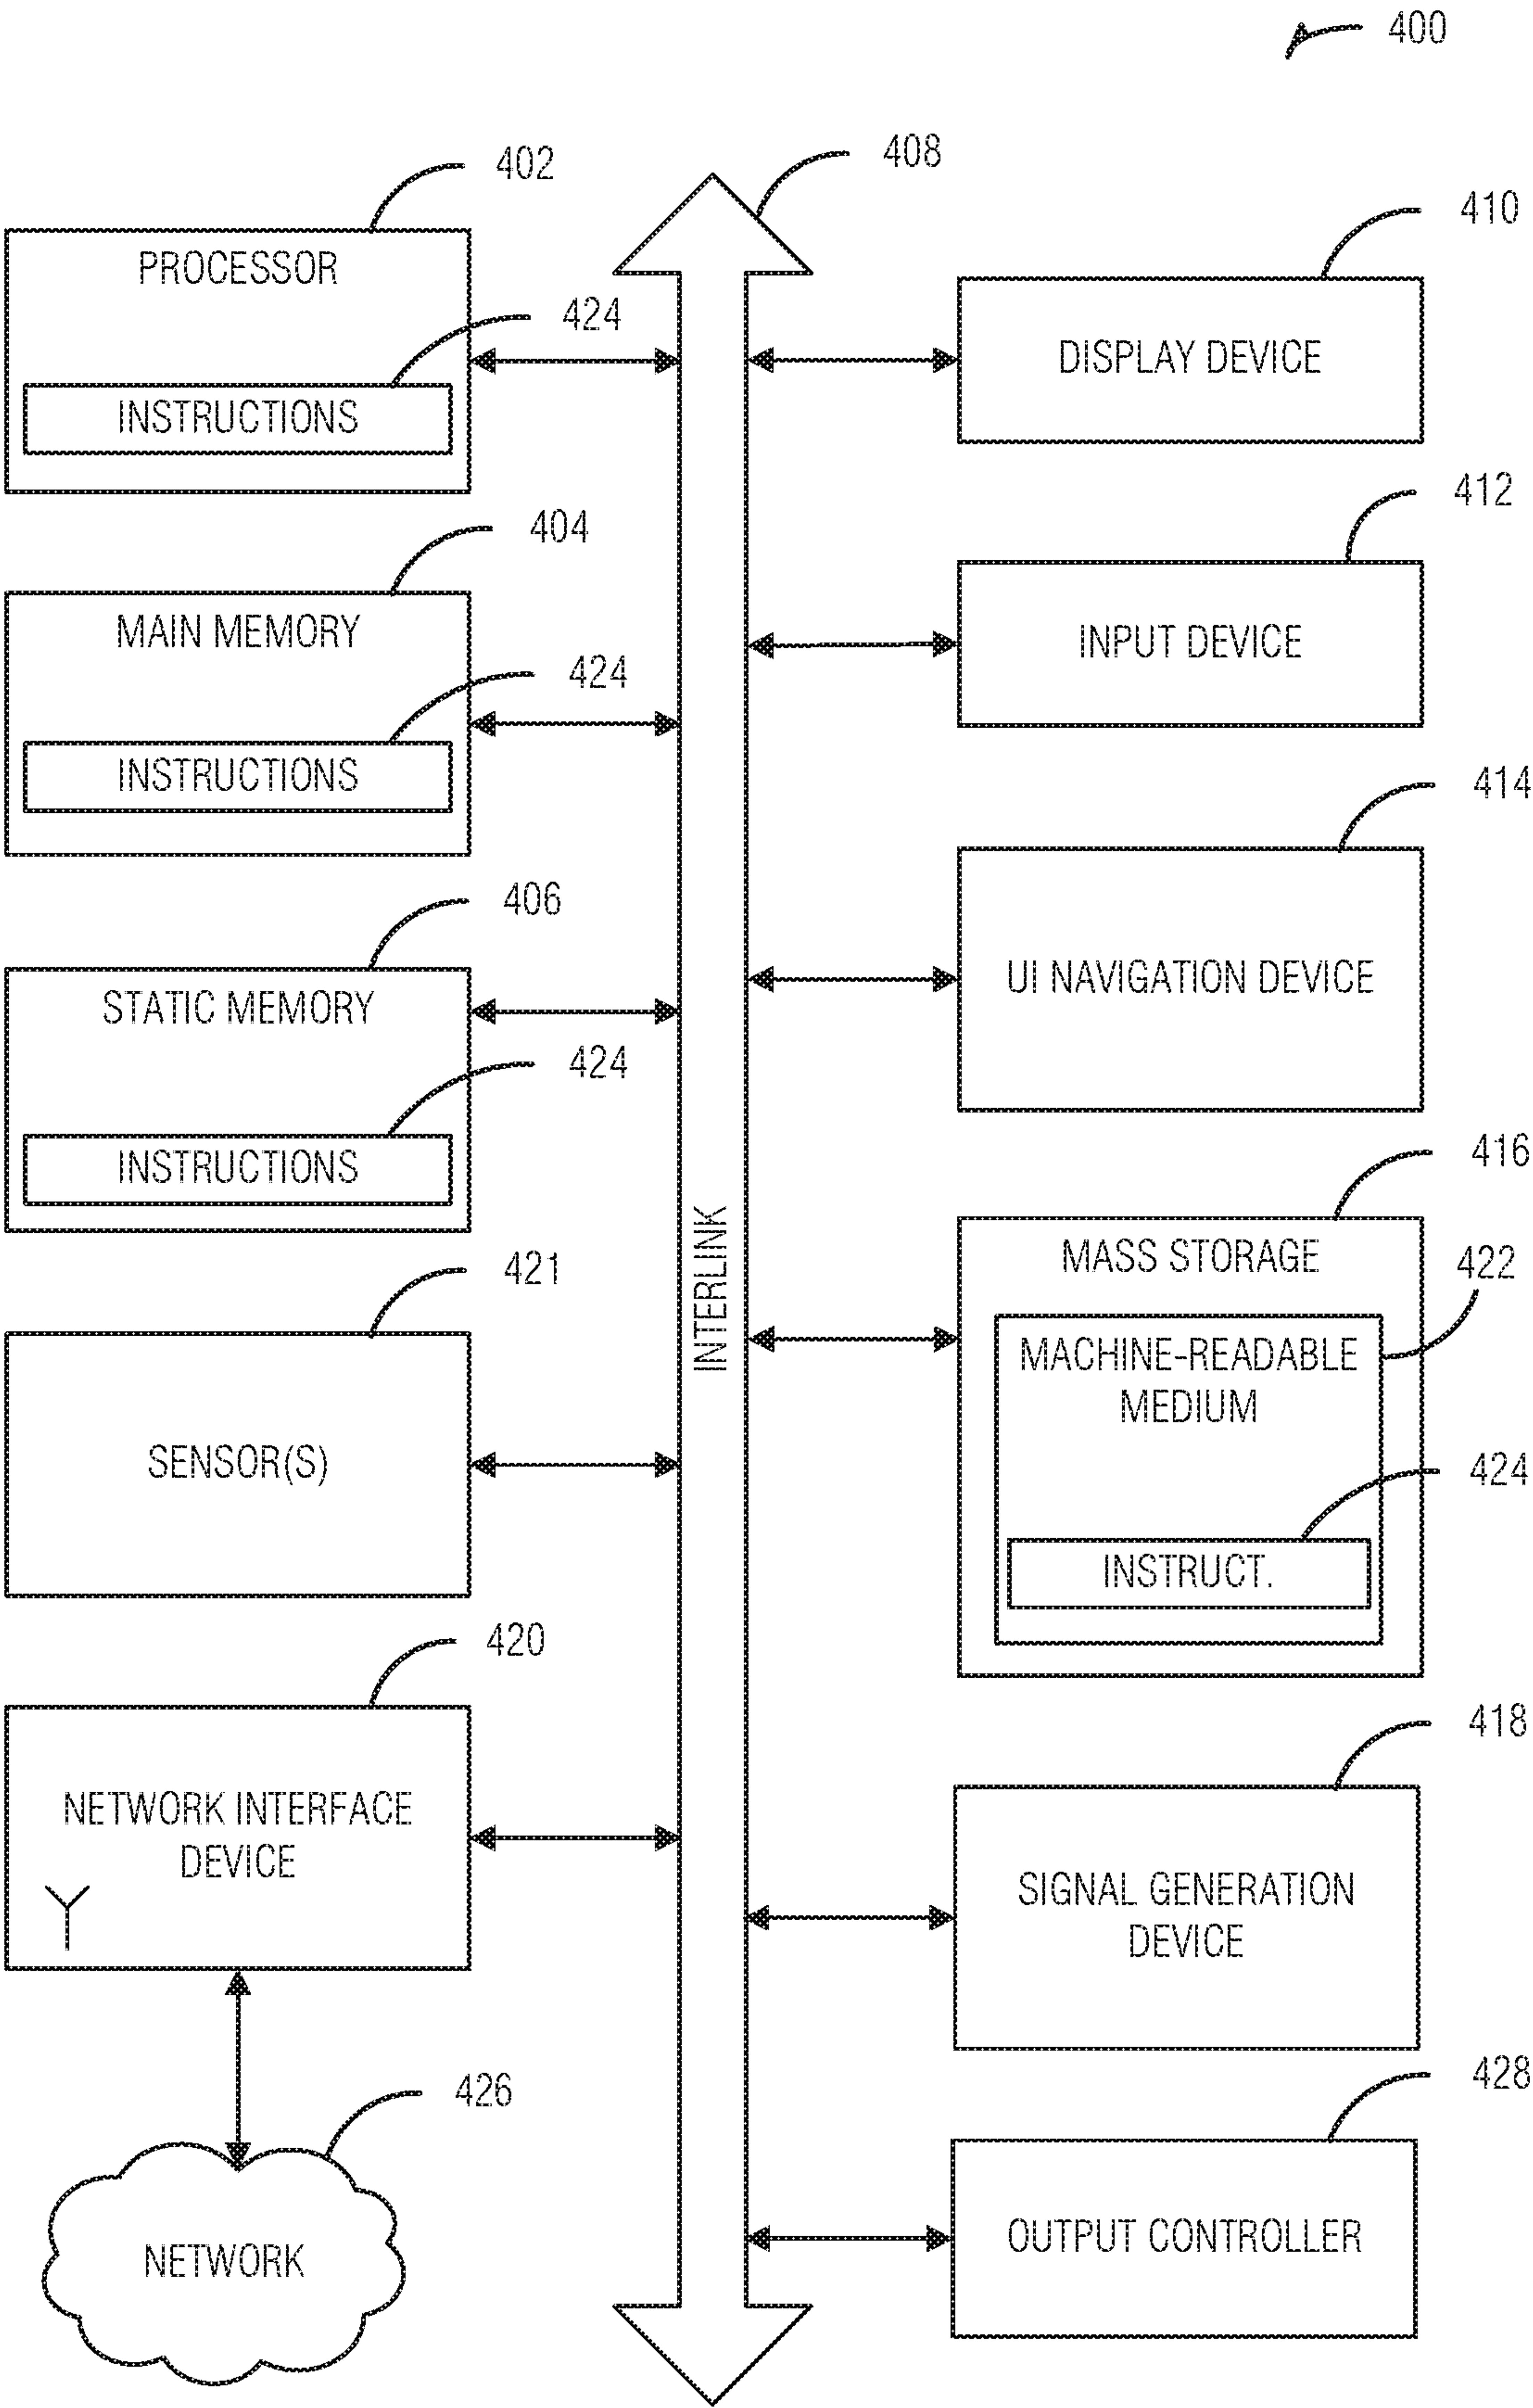 400
402
PROCESSOR
424
INSTRUCTIONS
404
MAIN MEMORY
424
INSTRUCTIONS
406
STATIC MEMORY
424
INSTRUCTIONS
421
SENSOR(S)
420
NETWORK INTERFACE
DEVICE
426
NETWORK
408
INTERLINK
410
DISPLAY DEVICE
412
INPUT DEVICE
414
UI NAVIGATION DEVICE
416
MASS STORAGE
422
MACHINE-READABLE
MEDIUM
424
INSTRUCT.
418
SIGNAL GENERATION
DEVICE
428
OUTPUT CONTROLLER